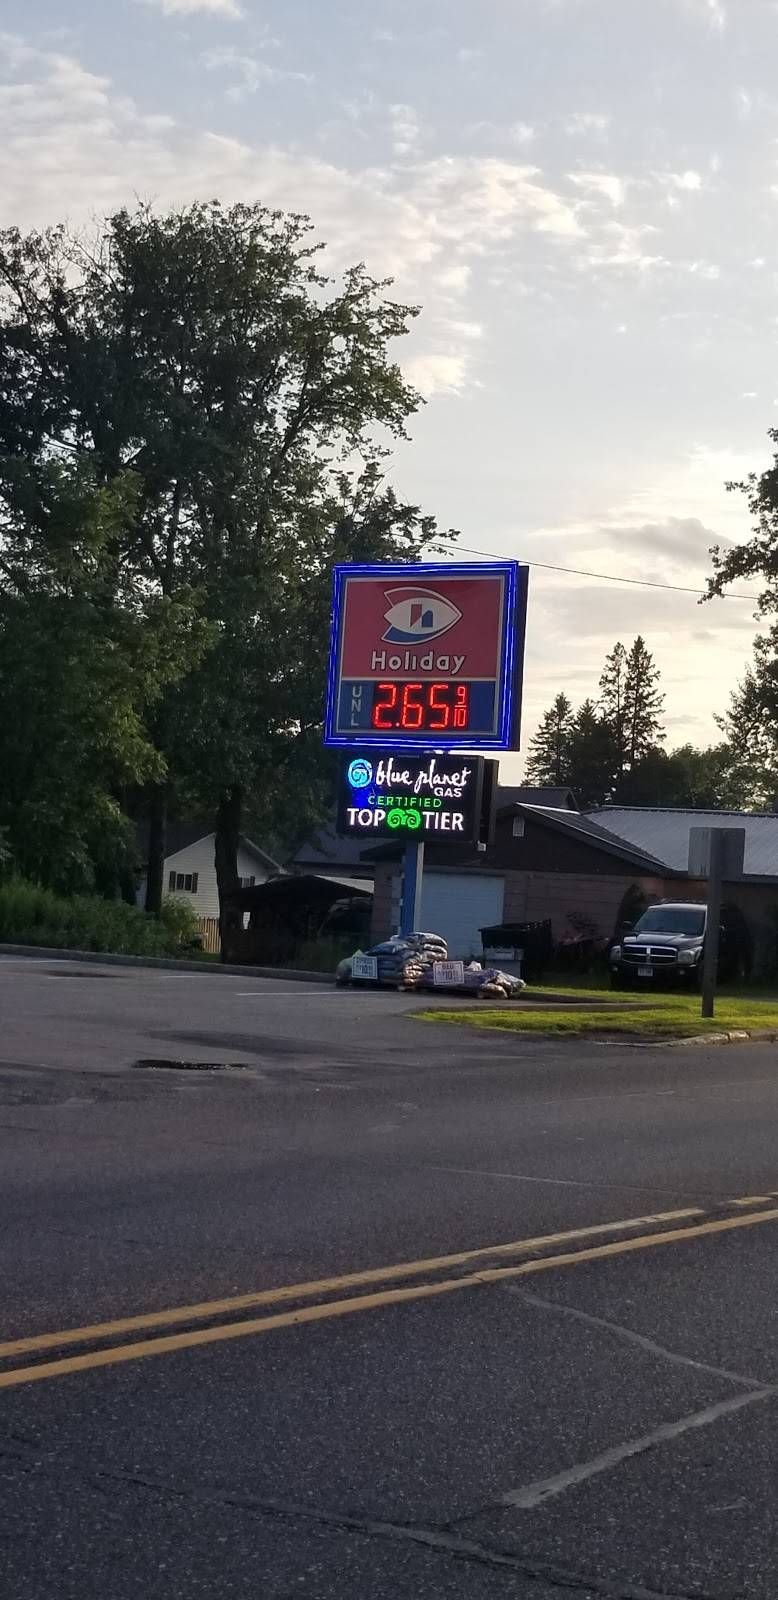 Holiday
UNL 2.65 9/10
blue planet
GAS
CERTIFIED
TOP TIER